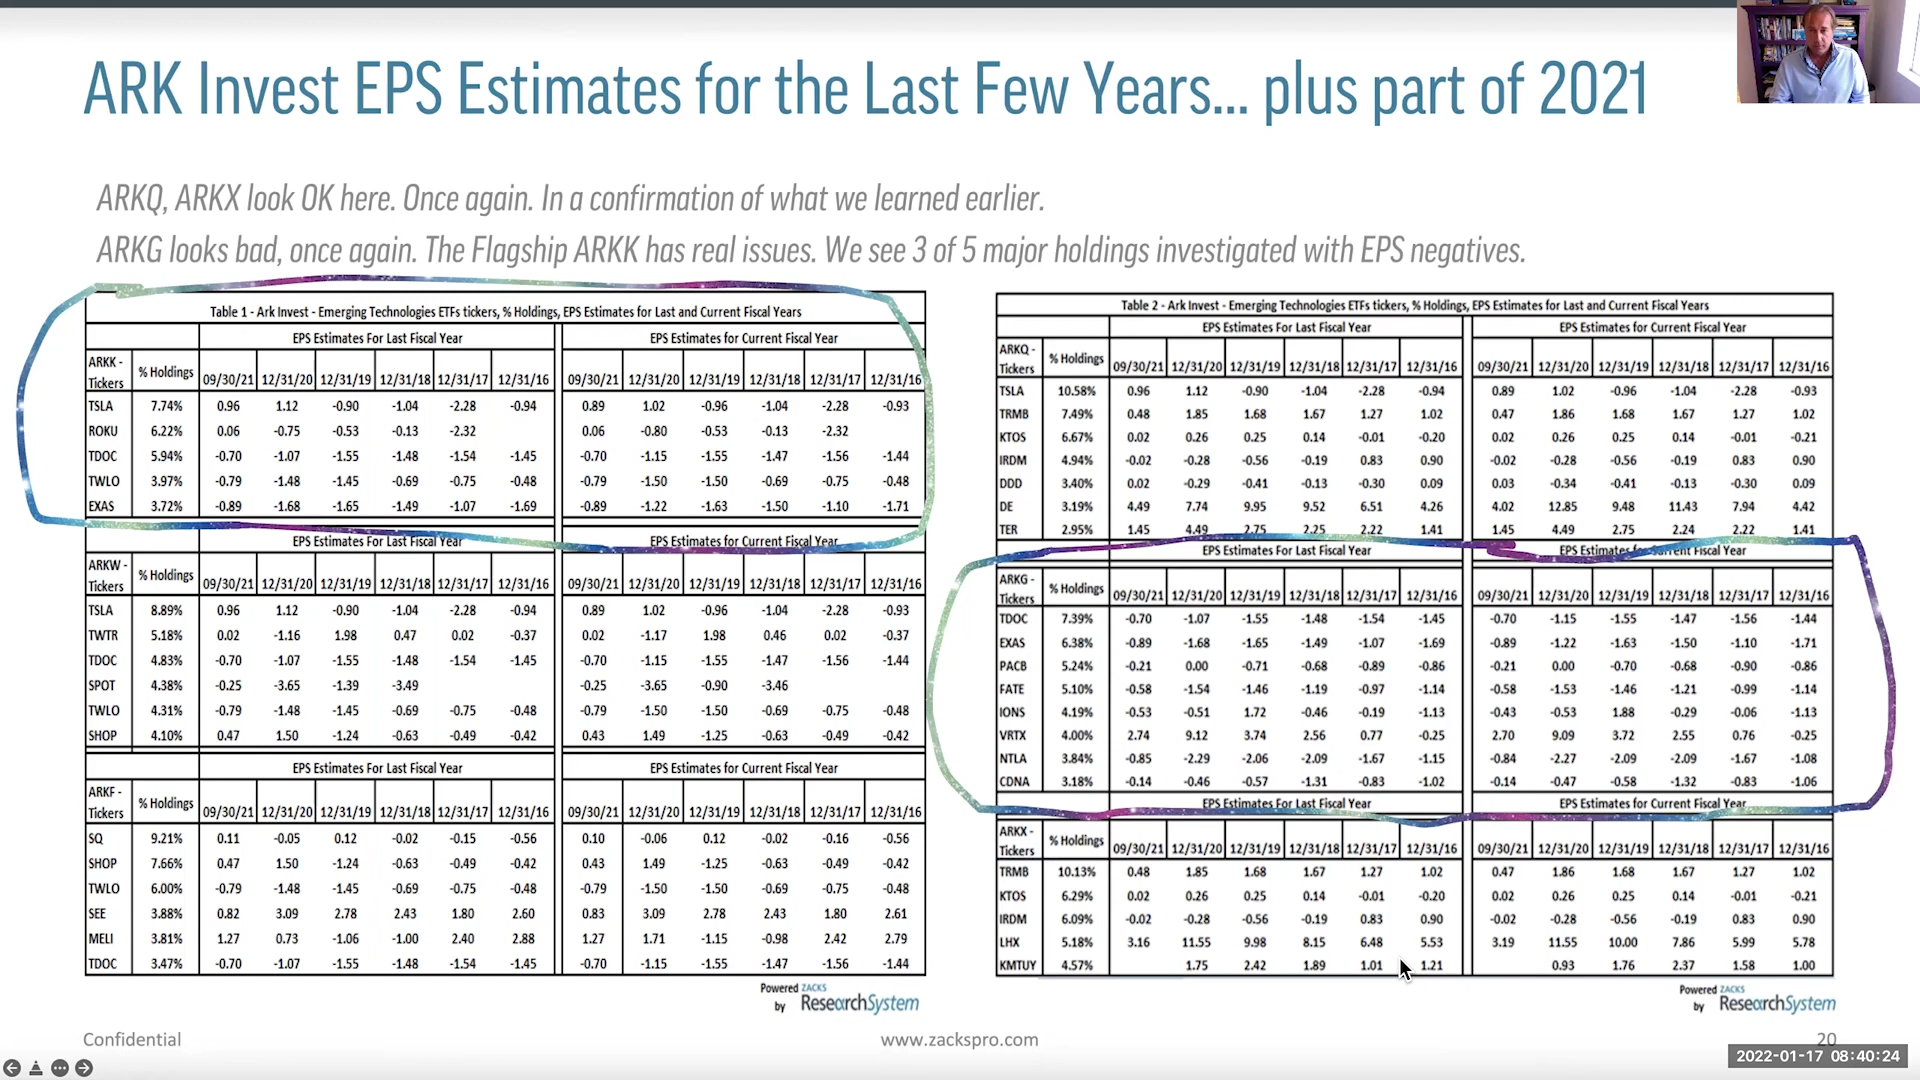 ARK Invest EPS Estimates for the Last Few Years... plus part of 2021
ARKQ, ARKX look OK here. Once again. In a confirmation of what we learned earlier.
ARKG looks bad, once again. The Flagship ARKK has real issues. We see 3 of 5 major holdings investigated with EPS negatives.
Table 1 - Ark Invest - Emerging Technologies ETFs tickers, % Holdings, EPS Estimates for Last and Current Fiscal Years
EPS Estimates For Last Fiscal Year EPS Estimates for Current Fiscal Year
ARKK - Tickers % Holdings 09/30/21 12/31/20 12/31/19 12/31/18 12/31/17 12/31/16 09/30/21 12/31/20 12/31/19 12/31/18 12/31/17 12/31/16
TSLA 7.74% 0.96 1.12 -0.90 -1.04 -2.28 -0.94 0.89 1.02 -0.96 -1.04 -2.28 -0.93
ROKU 6.22% 0.06 -0.75 -0.53 -0.13 -2.32 0.06 -0.80 -0.53 -0.13 -2.32
TDOC 5.94% -0.70 -1.07 -1.55 -1.48 -1.54 -1.45 -0.70 -1.15 -1.55 -1.47 -1.56 -1.44
TWLO 3.97% -0.79 -1.48 -1.45 -0.69 -0.75 -0.48 -0.79 -1.50 -1.50 -0.69 -0.75 -0.48
EXAS 3.72% -0.89 -1.68 -1.65 -1.49 -1.07 -1.69 -0.89 -1.22 -1.63 -1.50 -1.10 -1.71
EPS Estimates For Last Fiscal Year EPS Estimates for Current Fiscal Year
ARKW - Tickers % Holdings 09/30/21 12/31/20 12/31/19 12/31/18 12/31/17 12/31/16 09/30/21 12/31/20 12/31/19 12/31/18 12/31/17 12/31/16
TSLA 8.89% 0.96 1.12 -0.90 -1.04 -2.28 -0.94 0.89 1.02 -0.96 -1.04 -2.28 -0.93
TWTR 5.18% 0.02 -1.16 1.98 0.47 0.02 -0.37 0.02 -1.17 1.98 0.46 0.02 -0.37
TDOC 4.83% -0.70 -1.07 -1.55 -1.48 -1.54 -1.45 -0.70 -1.15 -1.55 -1.47 -1.56 -1.44
SPOT 4.38% -0.25 -3.65 -1.39 -3.49 -0.25 -3.65 -0.90 -3.46
TWLO 4.31% -0.79 -1.48 -1.45 -0.69 -0.75 -0.48 -0.79 -1.50 -1.50 -0.69 -0.75 -0.48
SHOP 4.10% 0.47 1.50 -1.24 -0.63 -0.49 -0.42 0.43 1.49 -1.25 -0.63 -0.49 -0.42
EPS Estimates For Last Fiscal Year EPS Estimates for Current Fiscal Year
ARKF - Tickers % Holdings 09/30/21 12/31/20 12/31/19 12/31/18 12/31/17 12/31/16 09/30/21 12/31/20 12/31/19 12/31/18 12/31/17 12/31/16
SQ 9.21% 0.11 -0.05 0.12 -0.02 -0.15 -0.56 0.10 -0.06 0.12 -0.02 -0.16 -0.56
SHOP 7.66% 0.47 1.50 -1.24 -0.63 -0.49 -0.42 0.43 1.49 -1.25 -0.63 -0.49 -0.42
TWLO 6.00% -0.79 -1.48 -1.45 -0.69 -0.75 -0.48 -0.79 -1.50 -1.50 -0.69 -0.75 -0.48
SEE 3.88% 0.82 3.09 2.78 2.43 1.80 2.60 0.83 3.09 2.78 2.43 1.80 2.61
MELI 3.81% 1.27 0.73 -1.06 -1.00 2.40 2.88 1.27 1.71 -1.15 -0.98 2.42 2.79
TDOC 3.47% -0.70 -1.07 -1.55 -1.48 -1.54 -1.45 -0.70 -1.15 -1.55 -1.47 -1.56 -1.44
Powered by ZACKS ResearchSystem
Table 2 - Ark Invest - Emerging Technologies ETFs tickers, % Holdings, EPS Estimates for Last and Current Fiscal Years
EPS Estimates For Last Fiscal Year EPS Estimates for Current Fiscal Year
ARKQ - Tickers % Holdings 09/30/21 12/31/20 12/31/19 12/31/18 12/31/17 12/31/16 09/30/21 12/31/20 12/31/19 12/31/18 12/31/17 12/31/16
TSLA 10.58% 0.96 1.12 -0.90 -1.04 -2.28 -0.94 0.89 1.02 -0.96 -1.04 -2.28 -0.93
TRMB 7.49% 0.48 1.85 1.68 1.67 1.27 1.02 0.47 1.86 1.68 1.67 1.27 1.02
KTOS 6.67% 0.02 0.26 0.25 0.14 -0.01 -0.20 0.02 0.26 0.25 0.14 -0.01 -0.21
IRDM 4.94% -0.02 -0.28 -0.56 -0.19 0.83 0.90 -0.02 -0.28 -0.56 -0.19 0.83 0.90
DDD 3.40% 0.02 -0.29 -0.41 -0.13 -0.30 0.09 0.03 -0.34 -0.41 -0.13 -0.30 0.09
DE 3.19% 4.49 7.74 9.95 9.52 6.51 4.26 4.02 12.85 9.48 11.43 7.94 4.42
TER 2.95% 1.45 4.49 2.75 2.25 2.22 1.41 1.45 4.49 2.75 2.24 2.22 1.41
EPS Estimates For Last Fiscal Year EPS Estimates for Current Fiscal Year
ARKG - Tickers % Holdings 09/30/21 12/31/20 12/31/19 12/31/18 12/31/17 12/31/16 09/30/21 12/31/20 12/31/19 12/31/18 12/31/17 12/31/16
TDOC 7.39% -0.70 -1.07 -1.55 -1.48 -1.54 -1.45 -0.70 -1.15 -1.55 -1.47 -1.56 -1.44
EXAS 6.38% -0.89 -1.68 -1.65 -1.49 -1.07 -1.69 -0.89 -1.22 -1.63 -1.50 -1.10 -1.71
PACB 5.24% -0.21 0.00 -0.71 -0.68 -0.89 -0.86 -0.21 0.00 -0.70 -0.68 -0.90 -0.86
FATE 5.10% -0.58 -1.54 -1.46 -1.19 -0.97 -1.14 -0.58 -1.53 -1.46 -1.21 -0.99 -1.14
IONS 4.19% -0.53 -0.51 1.72 -0.46 -0.19 -1.13 -0.43 -0.53 1.88 -0.29 -0.06 -1.13
VRTX 4.00% 2.74 9.12 3.74 2.56 0.77 -0.25 2.70 9.09 3.72 2.55 0.76 -0.25
NTLA 3.84% -0.85 -2.29 -2.06 -2.09 -1.67 -1.15 -0.84 -2.27 -2.09 -2.09 -1.67 -1.08
CDNA 3.18% -0.14 -0.46 -0.57 -1.31 -0.83 -1.02 -0.14 -0.47 -0.58 -1.32 -0.83 -1.06
EPS Estimates For Last Fiscal Year EPS Estimates for Current Fiscal Year
ARKX - Tickers % Holdings 09/30/21 12/31/20 12/31/19 12/31/18 12/31/17 12/31/16 09/30/21 12/31/20 12/31/19 12/31/18 12/31/17 12/31/16
TRMB 10.13% 0.48 1.85 1.68 1.67 1.27 1.02 0.47 1.86 1.68 1.67 1.27 1.02
KTOS 6.29% 0.02 0.26 0.25 0.14 -0.01 -0.20 0.02 0.26 0.25 0.14 -0.01 -0.21
IRDM 6.09% -0.02 -0.28 -0.56 -0.19 0.83 0.90 -0.02 -0.28 -0.56 -0.19 0.83 0.90
LHX 5.18% 3.16 11.55 9.98 8.15 6.48 5.53 3.19 11.55 10.00 7.86 5.99 5.78
KMTUY 4.57% 1.75 2.42 1.89 1.01 1.21 0.93 1.76 2.37 1.58 1.00
Powered by ZACKS ResearchSystem
Confidential
www.zackspro.com
20
2022-01-17 08:40:24